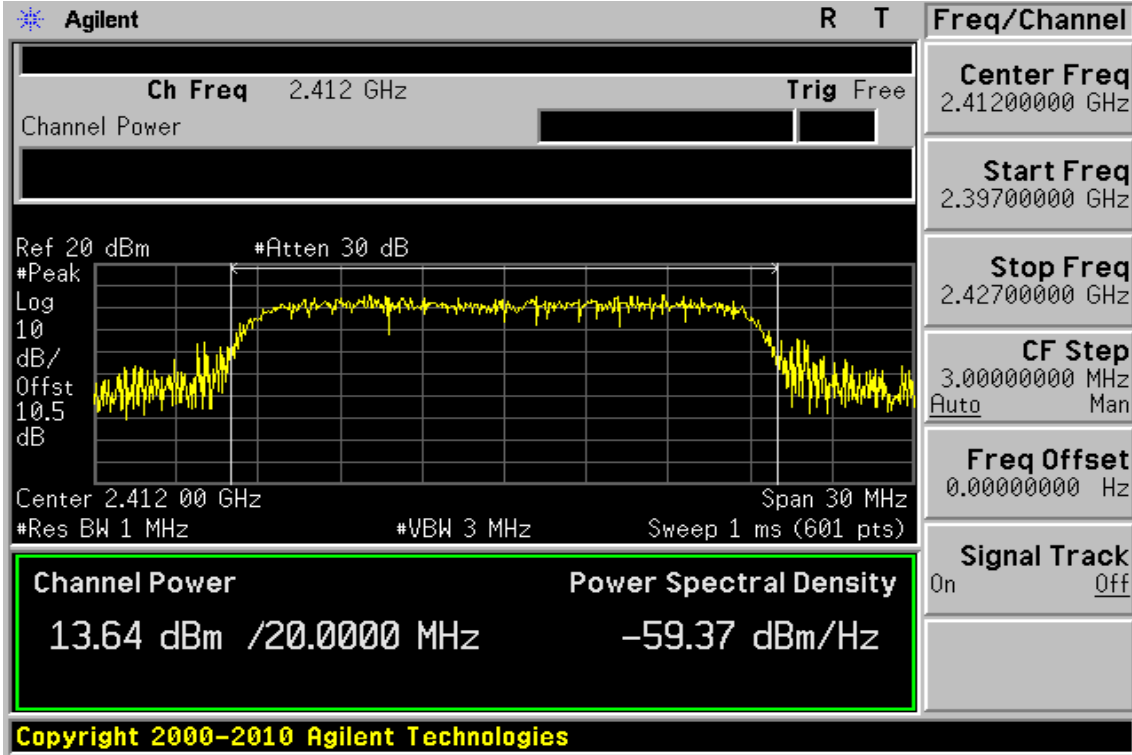 Agilent R T
Ch Freq 2.412 GHz Trig Free
Channel Power
Ref 20 dBm #Atten 30 dB
#Peak
Log
10
dB/
Offst
10.5
dB
Center 2.412 00 GHz Span 30 MHz
#Res BW 1 MHz #VBW 3 MHz Sweep 1 ms (601 pts)
Channel Power Power Spectral Density
13.64 dBm /20.0000 MHz -59.37 dBm/Hz
Copyright 2000-2010 Agilent Technologies
Freq/Channel
Center Freq
2.41200000 GHz
Start Freq
2.39700000 GHz
Stop Freq
2.42700000 GHz
CF Step
3.00000000 MHz
Auto Man
Freq Offset
0.00000000 Hz
Signal Track
On Off